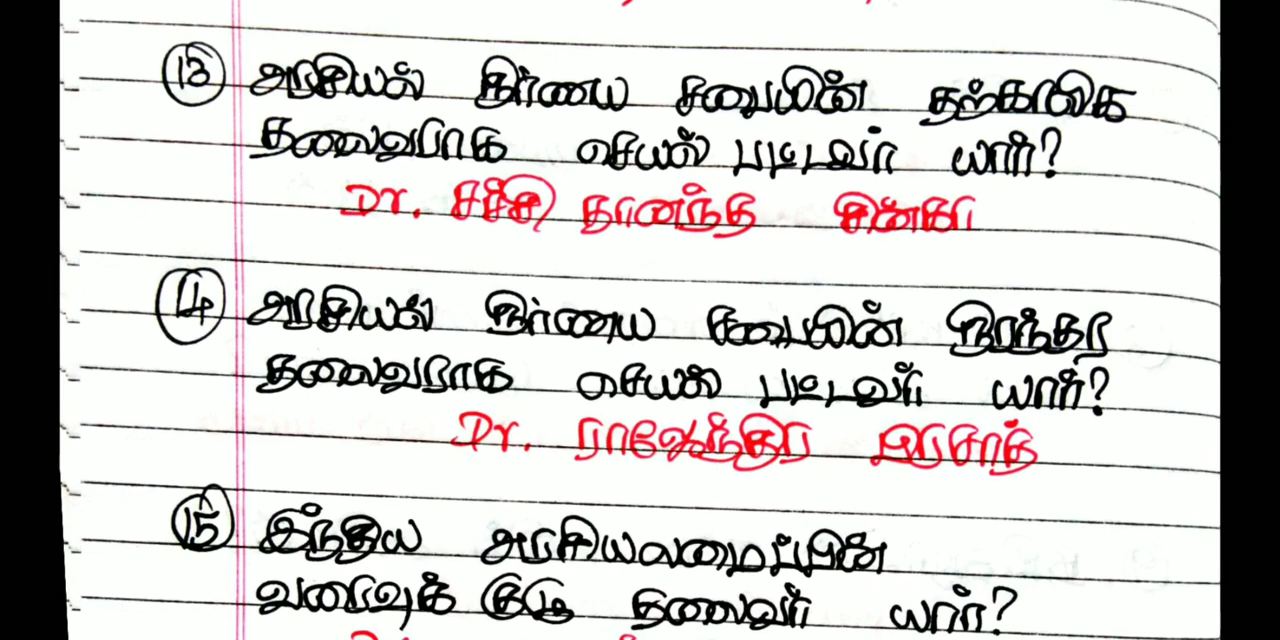 13 அரசியல் நிர்ணய சபையின் தற்காலிக
தலைவராக செயல் பட்டவர் யார்?
Dr. சச்சி தானந்த சின்கா
14 அரசியல் நிர்ணய சபையின் நிரந்தர
தலைவராக செயல் பட்டவர் யார்?
Dr. ராஜேந்திர பிரசாத்
15 இந்திய அரசியலமைப்பின்
வரைவுக் குழு தலைவர் யார்?